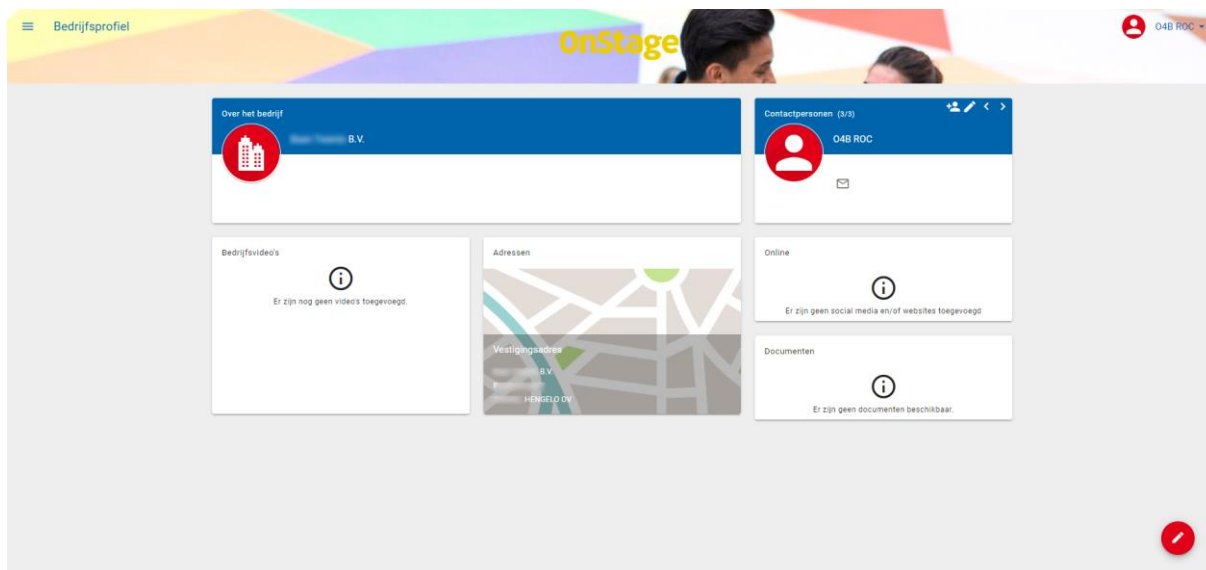 Bedrijfsprofiel
OnStage
O4B ROC
Over het bedrijf
B.V.
Contactpersonen (3/3)
O4B ROC
Bedrijfsvideo's
Er zijn nog geen video's toegevoegd.
Adressen
Vestigingsadres
B.V.
HENGELO OV
Online
Er zijn geen social media en/of websites toegevoegd
Documenten
Er zijn geen documenten beschikbaar.